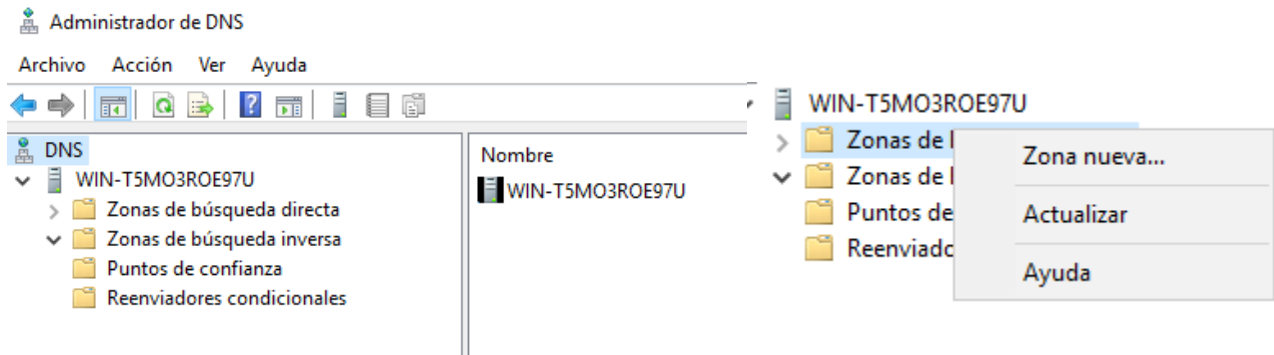 Administrador de DNS
Archivo Acción Ver Ayuda
DNS
WIN-T5MO3ROE97U
Zonas de búsqueda directa
Zonas de búsqueda inversa
Puntos de confianza
Reenviadores condicionales
Nombre
WIN-T5MO3ROE97U
WIN-T5MO3ROE97U
Zonas de
Zonas de
Puntos de
Zona nueva...
Actualizar
Ayuda